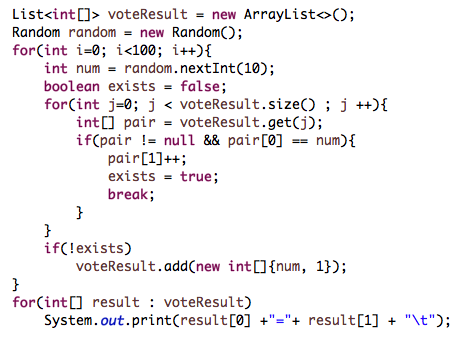 List<int[]> voteResult = new ArrayList<>();
Random random = new Random();
for(int i=0; i<100; i++){
    int num = random.nextInt(10);
    boolean exists = false;
    for(int j=0; j < voteResult.size() ; j ++){
        int[] pair = voteResult.get(j);
        if(pair != null && pair[0] == num){
            pair[1]++;
            exists = true;
            break;
        }
    }
    if(!exists)
        voteResult.add(new int[]{num, 1});
}
for(int[] result : voteResult)
    System.out.print(result[0] +"="+ result[1] + "\t");